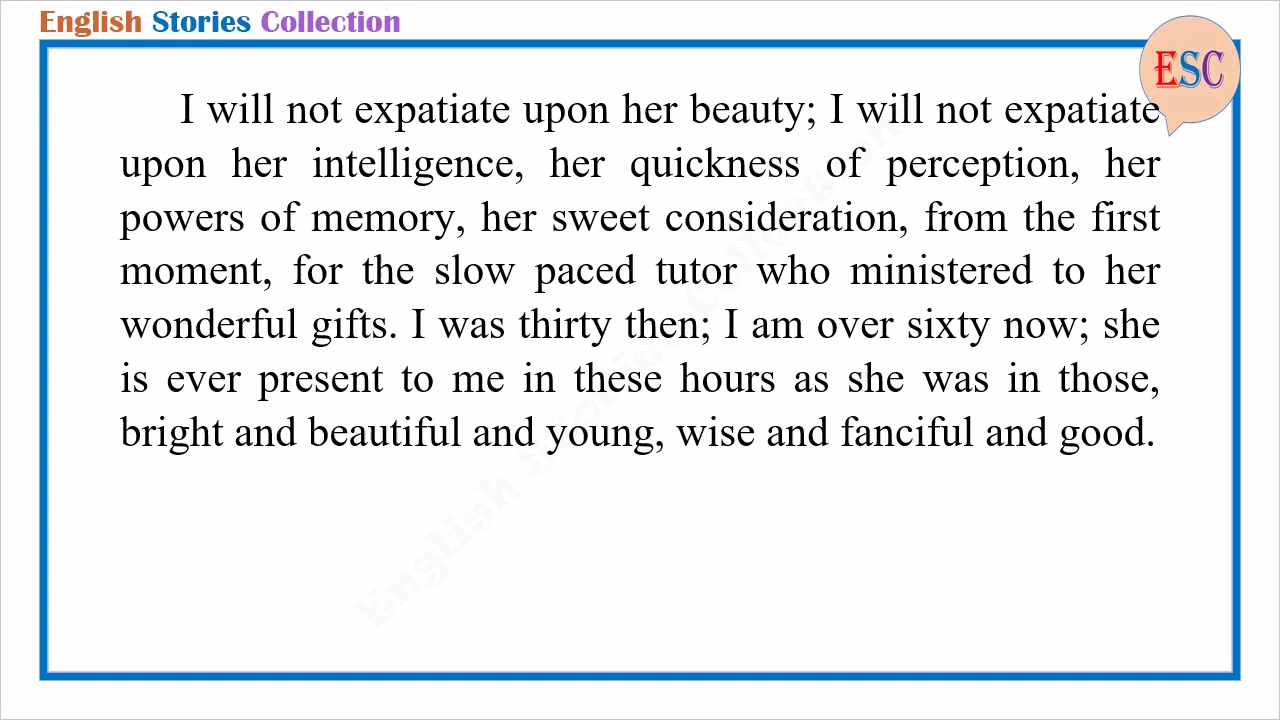 English Stories Collection
ESC
I will not expatiate upon her beauty; I will not expatiate
upon her intelligence, her quickness of perception, her
powers of memory, her sweet consideration, from the first
moment, for the slow paced tutor who ministered to her
wonderful gifts. I was thirty then; I am over sixty now; she
is ever present to me in these hours as she was in those,
bright and beautiful and young, wise and fanciful and good.
English Stories Collection